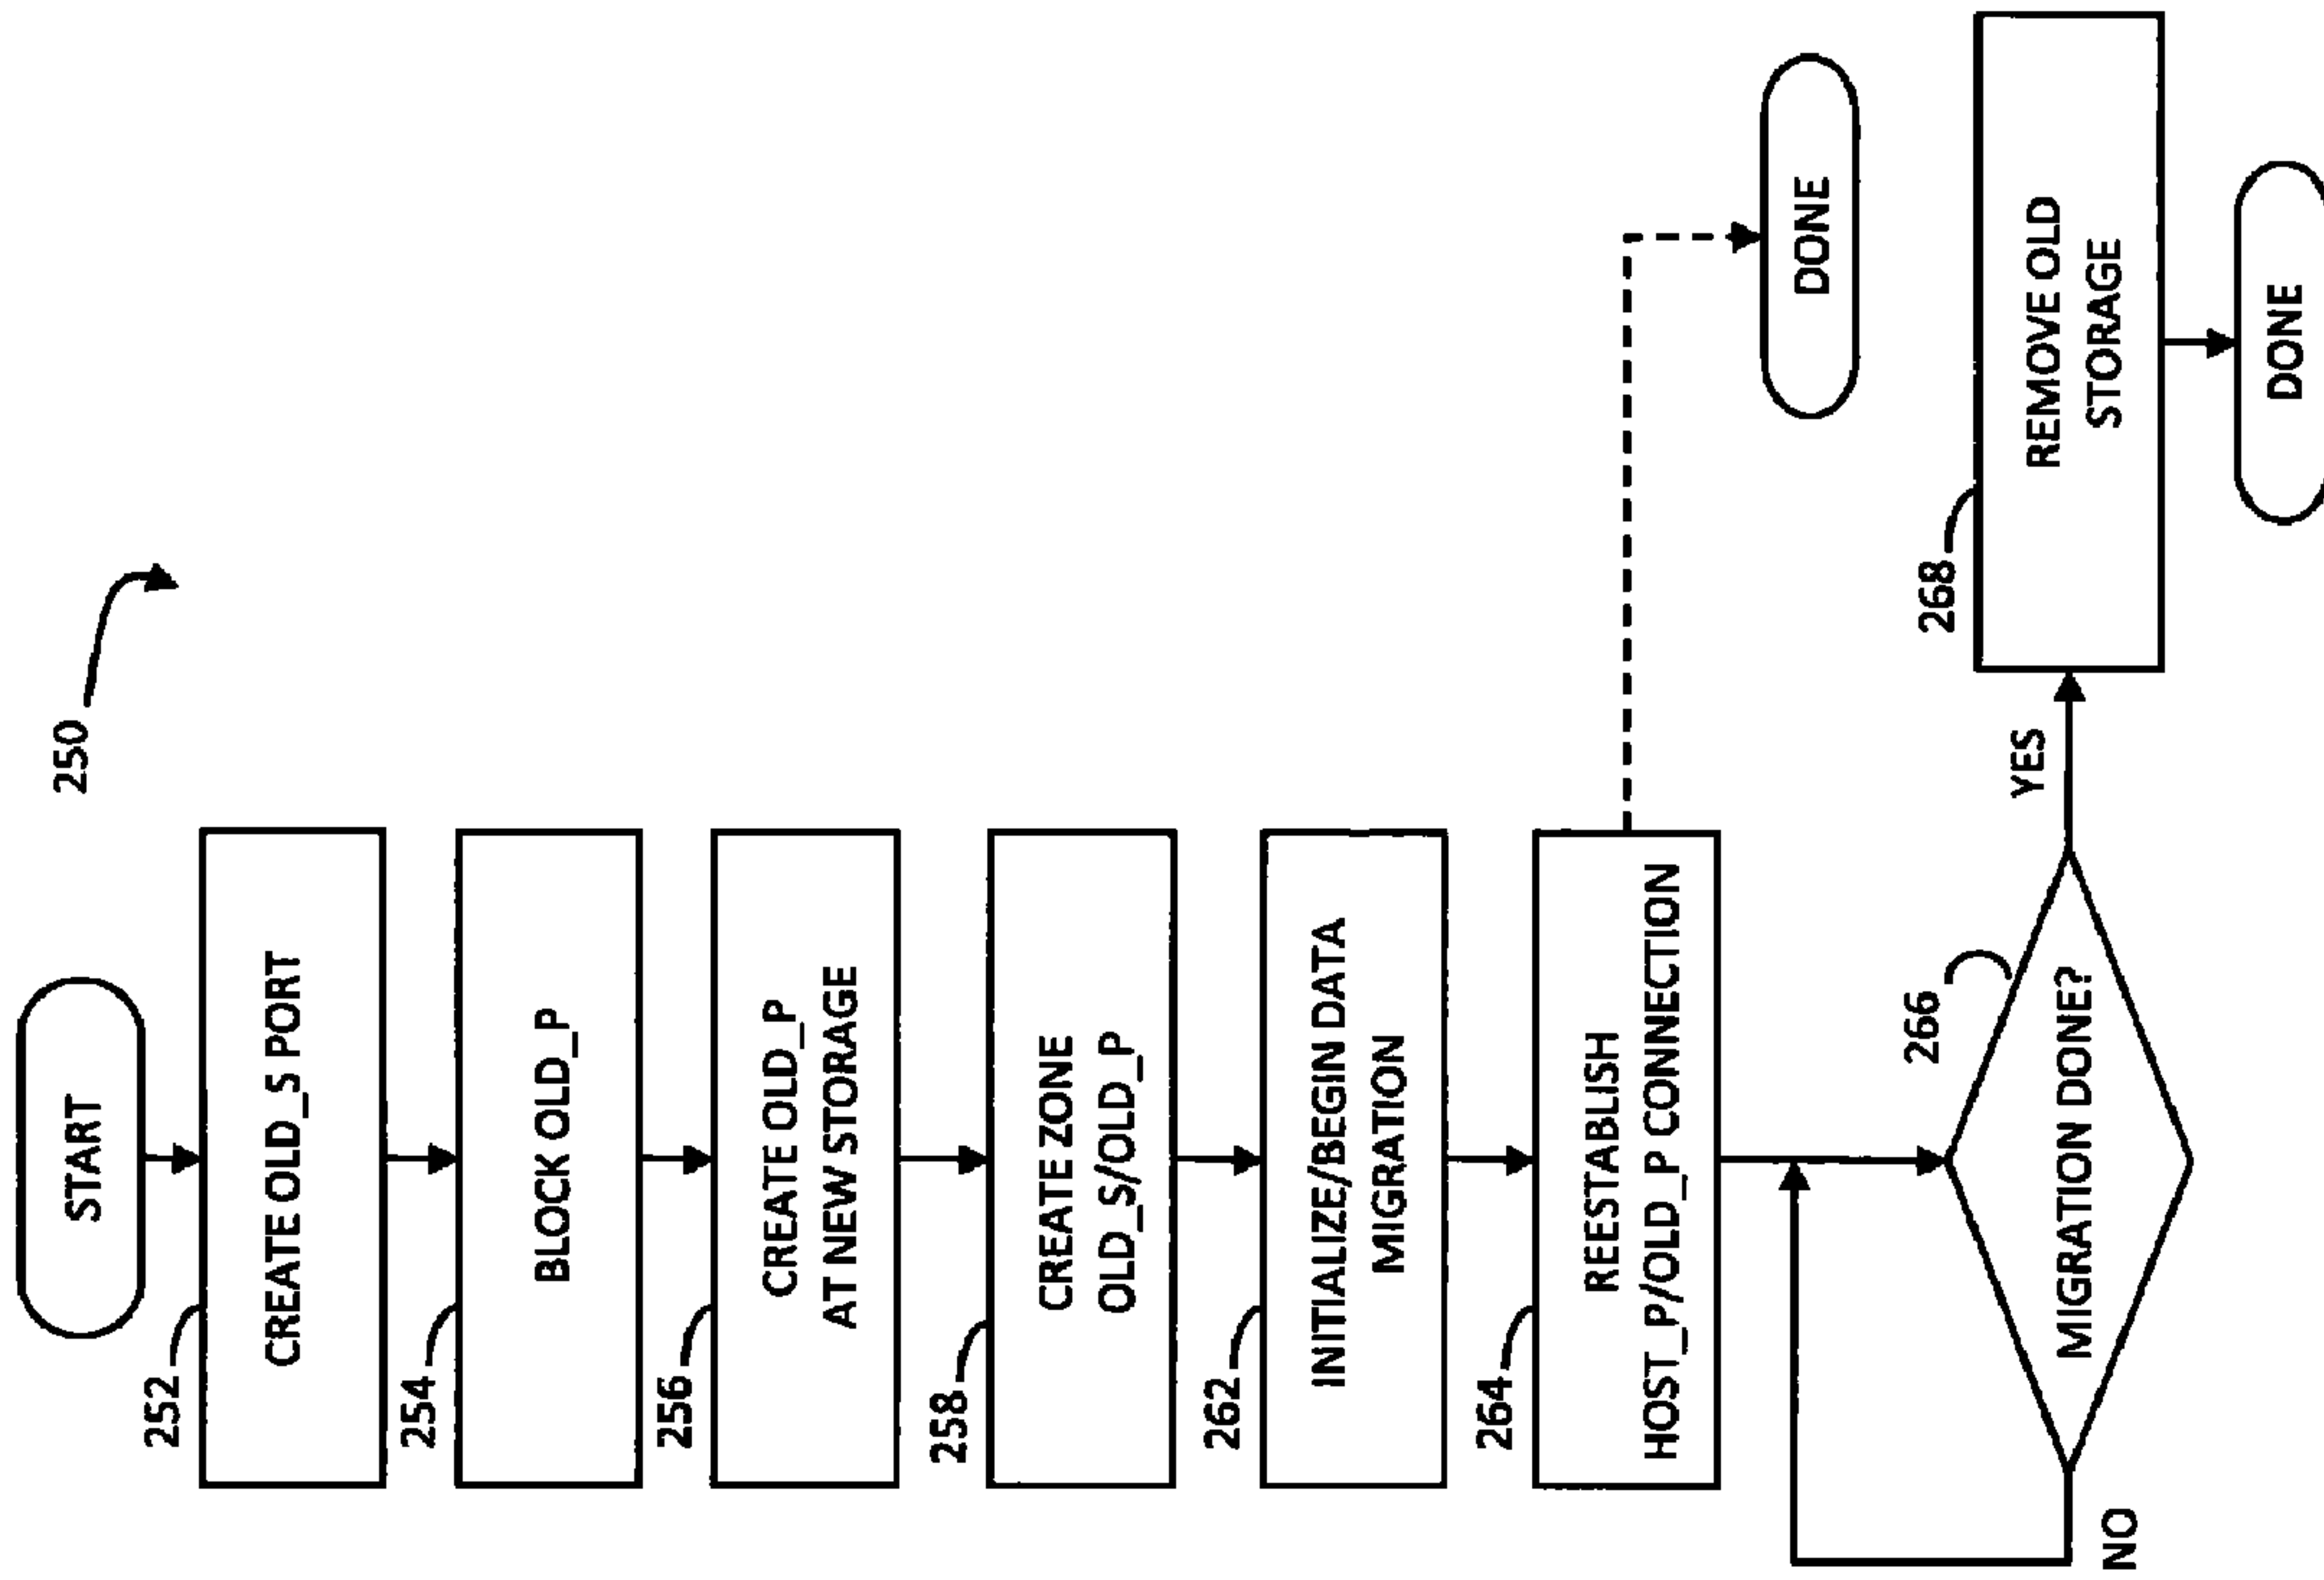 250
START
252
CREATE OLD_S PORT
254
BLOCK OLD_P
256
CREATE OLD_P
AT NEW STORAGE
258
CREATE ZONE
OLD_S/OLD_P
262
INITIALIZE/BEGIN DATA
MIGRATION
264
REESTABLISH
HOST_P/OLD_P CONNECTION
DONE
266
MIGRATION DONE?
NO
YES
268
REMOVE OLD
STORAGE
DONE